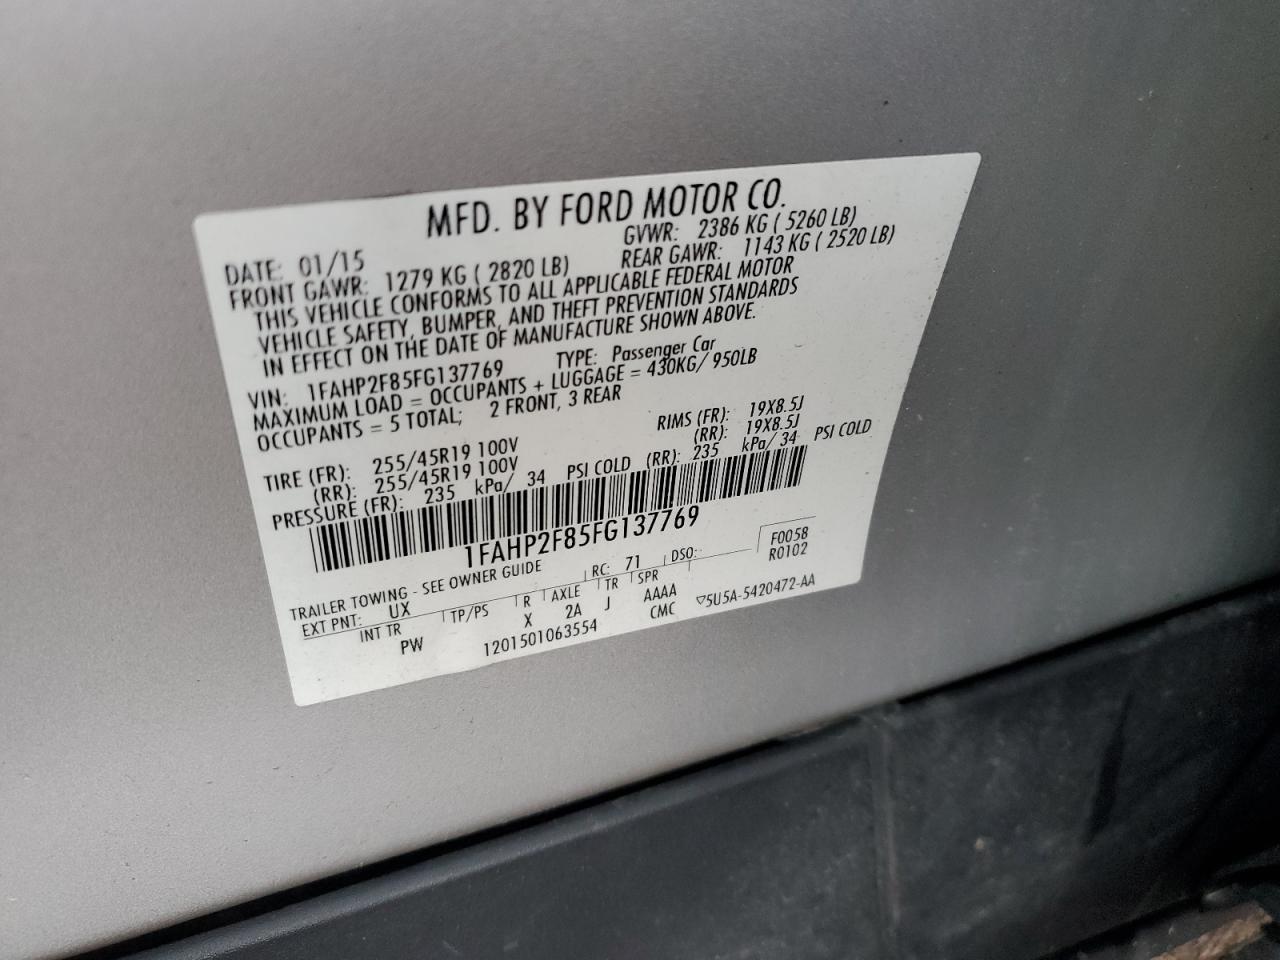 MFD. BY FORD MOTOR CO.
DATE: 01/15 GVWR: 2386 KG ( 5260 LB)
FRONT GAWR: 1279 KG ( 2820 LB) REAR GAWR: 1143 KG ( 2520 LB)
THIS VEHICLE CONFORMS TO ALL APPLICABLE FEDERAL MOTOR
VEHICLE SAFETY, BUMPER, AND THEFT PREVENTION STANDARDS
IN EFFECT ON THE DATE OF MANUFACTURE SHOWN ABOVE.
VIN: 1FAHP2F85FG137769 TYPE: Passenger Car
MAXIMUM LOAD = OCCUPANTS + LUGGAGE = 430KG/ 950LB
OCCUPANTS = 5 TOTAL; 2 FRONT, 3 REAR
TIRE (FR): 255/45R19 100V RIMS (FR): 19X8.5J
(RR): 255/45R19 100V (RR): 19X8.5J
PRESSURE (FR): 235 kPa/ 34 PSI COLD (RR): 235 kPa/ 34 PSI COLD
1FAHP2F85FG137769
TRAILER TOWING - SEE OWNER GUIDE
EXT PNT: UX RC: 71 DSO: F0058
R0102
INT TR TP/PS R AXLE TR SPR
PW X 2A J AAAA ▽5U5A-5420472-AA
1201501063554 CMC